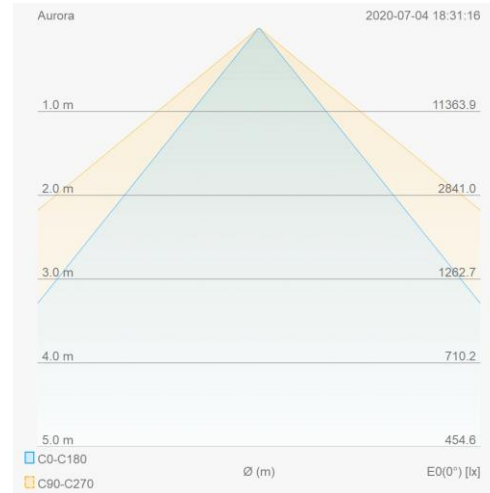 Aurora 2020-07-04 18:31:16
1.0 m 11363.9
2.0 m 2841.0
3.0 m 1262.7
4.0 m 710.2
5.0 m 454.6
C0-C180
Ø (m) E0(0°) [lx]
C90-C270